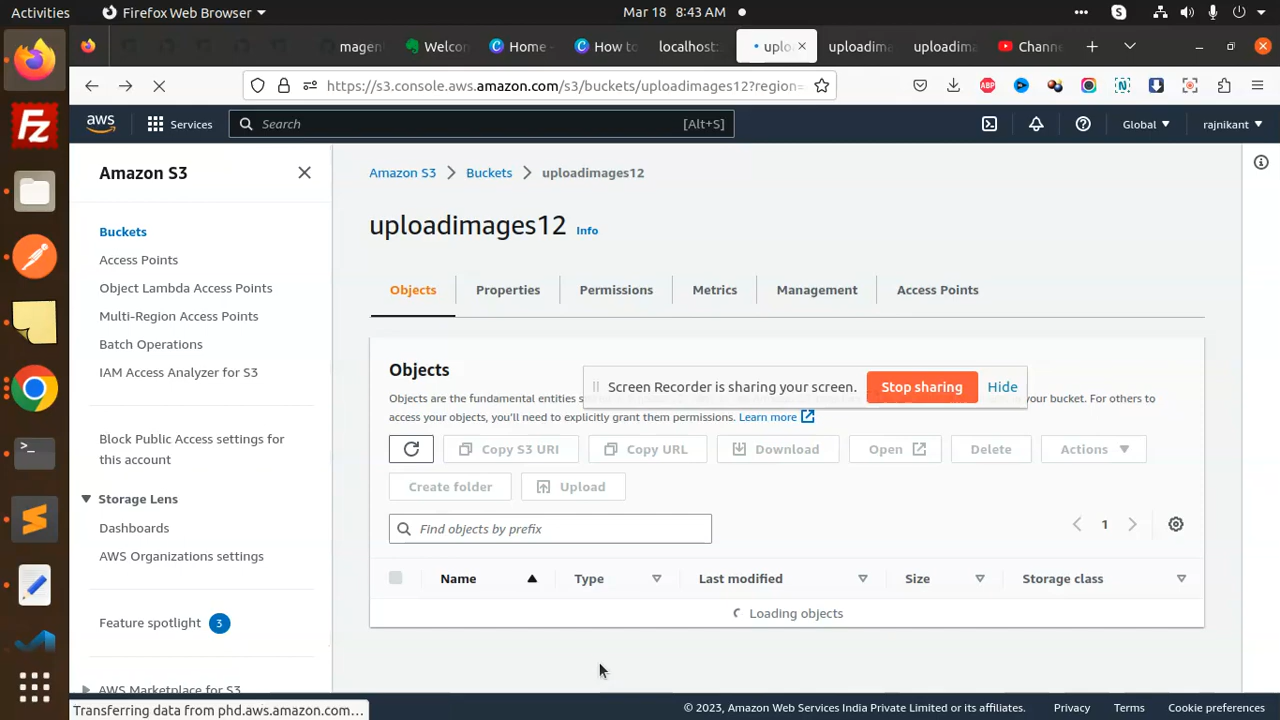 Activities
Firefox Web Browser
Mar 18 8:43 AM
magen
Welcon
Home -
How to
localhost:
uplo
uploadima
uploadima
Chann
https://s3.console.aws.amazon.com/s3/buckets/uploadimages12?region=
aws
Services
Search
[Alt+S]
Global
rajnikant
Amazon S3
Buckets
Access Points
Object Lambda Access Points
Multi-Region Access Points
Batch Operations
IAM Access Analyzer for S3
Block Public Access settings for
this account
Storage Lens
Dashboards
AWS Organizations settings
Feature spotlight 3
AWS Marketplace for S3
Transferring data from phd.aws.amazon.com...
Amazon S3 > Buckets > uploadimages12
uploadimages12 Info
Objects
Properties
Permissions
Metrics
Management
Access Points
Objects
Screen Recorder is sharing your screen.
Stop sharing
Hide
Objects are the fundamental entities your bucket. For others to
access your objects, you'll need to explicitly grant them permissions. Learn more
Copy S3 URI
Copy URL
Download
Open
Delete
Actions
Create folder
Upload
Find objects by prefix
1
Name
Type
Last modified
Size
Storage class
Loading objects
© 2023, Amazon Web Services India Private Limited or its affiliates.
Privacy
Terms
Cookie preferences